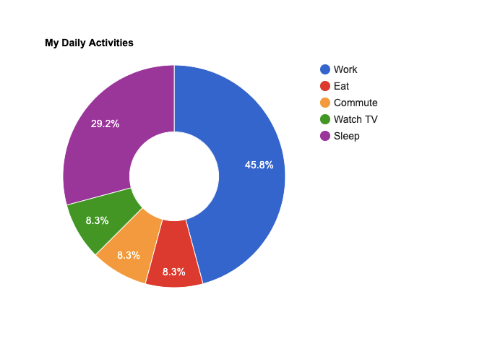 My Daily Activities
Work
Eat
Commute
Watch TV
Sleep
29.2%
45.8%
8.3%
8.3%
8.3%